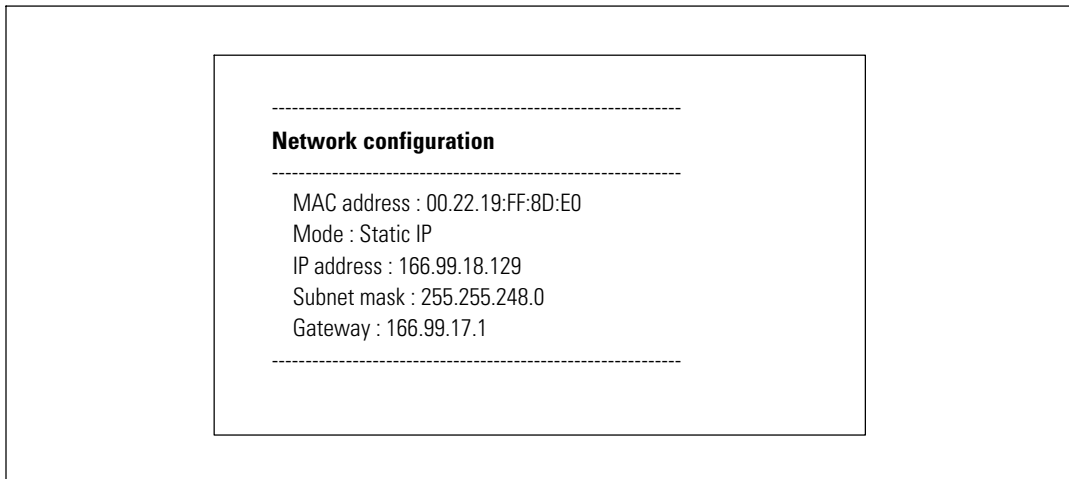 ------------------------------------------------------------
Network configuration
------------------------------------------------------------
MAC address : 00.22.19:FF:8D:E0
Mode : Static IP
IP address : 166.99.18.129
Subnet mask : 255.255.248.0
Gateway : 166.99.17.1
------------------------------------------------------------